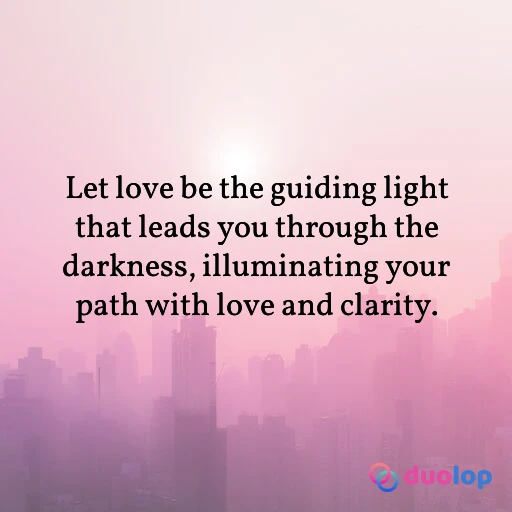 Let love be the guiding light
that leads you through the
darkness, illuminating your
path with love and clarity.
duolop